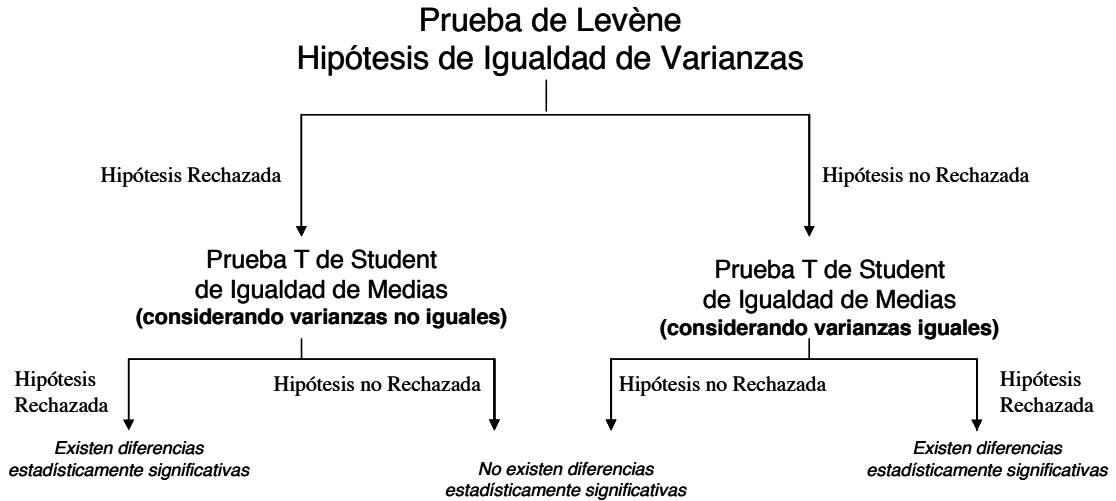 Prueba de Levène
Hipótesis de Igualdad de Varianzas
Hipótesis Rechazada
Hipótesis no Rechazada
Prueba T de Student
de Igualdad de Medias
(considerando varianzas no iguales)
Prueba T de Student
de Igualdad de Medias
(considerando varianzas iguales)
Hipótesis
Rechazada
Hipótesis no Rechazada
Hipótesis no Rechazada
Hipótesis
Rechazada
Existen diferencias
estadísticamente significativas
No existen diferencias
estadísticamente significativas
Existen diferencias
estadísticamente significativas